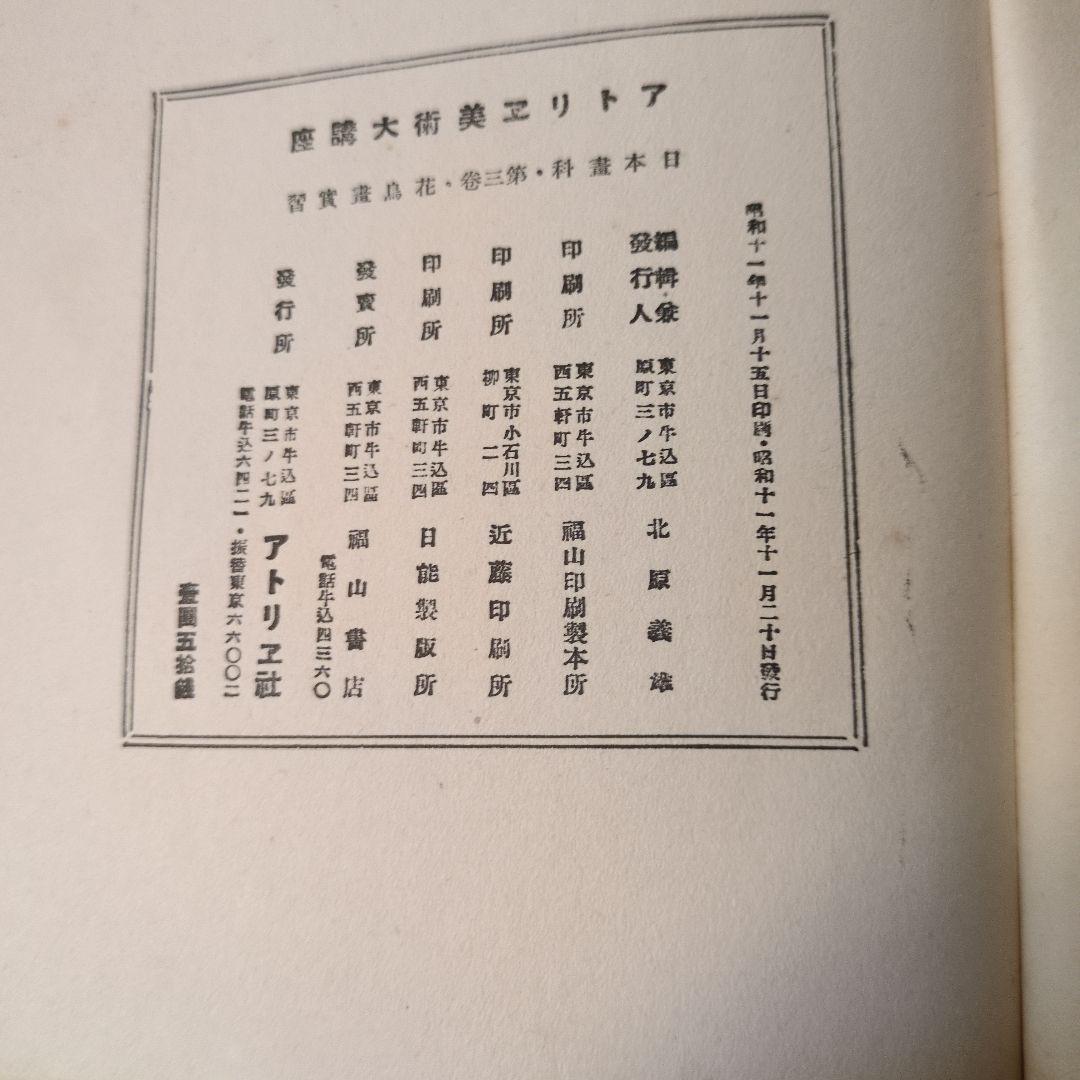 アトリヱ美術大講座
日本畫科・第三卷・花鳥畫實習
昭和十一年十一月十五日印刷・昭和十一年十一月二十日發行
編輯・兼
發行人
東京市牛込區
原町三ノ七九
北原義雄
印刷所
東京市牛込區
西五軒町三四
福山印刷製本所
印刷所
東京市小石川區
柳町二四
近藤印刷所
印刷所
東京市牛込區
西五軒町三四
日能製版所
發賣所
東京市牛込區
西五軒町三四
福山書店
電話牛込四三六〇
發行所
東京市牛込區
原町三ノ七九
アトリヱ社
電話牛込六四二一・振替東京六六〇〇二
壹圓五拾錢